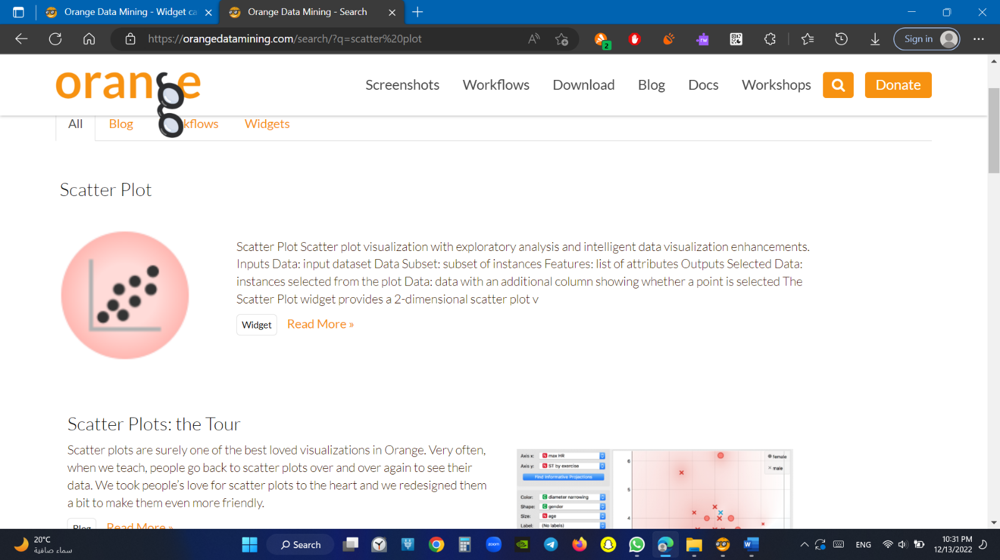 Orange Data Mining - Widget ca
Orange Data Mining - Search
https://orangedatamining.com/search/?q=scatter%20plot
2
rw
Sign in
orange
Screenshots
Workflows
Download
Blog
Docs
Workshops
Donate
All
Blog
kflows
Widgets
Scatter Plot
Scatter Plot Scatter plot visualization with exploratory analysis and intelligent data visualization enhancements.
Inputs Data: input dataset Data Subset: subset of instances Features: list of attributes Outputs Selected Data:
instances selected from the plot Data: data with an additional column showing whether a point is selected The
Scatter Plot widget provides a 2-dimensional scatter plot v
Widget
Read More »
Scatter Plots: the Tour
Scatter plots are surely one of the best loved visualizations in Orange. Very often,
when we teach, people go back to scatter plots over and over again to see their
data. We took people’s love for scatter plots to the heart and we redesigned them
a bit to make them even more friendly.
Blog
Read More »
Axis x: N max HR
Axis y: N ST by exercise
Find Informative Projections
Color: C diameter narrowing
Shape: C gender
Size: N age
Label: (No labels)
6
5
4
female
male
20°C
سماء صافية
Search
zoom
W
ENG
10:31 PM
12/13/2022